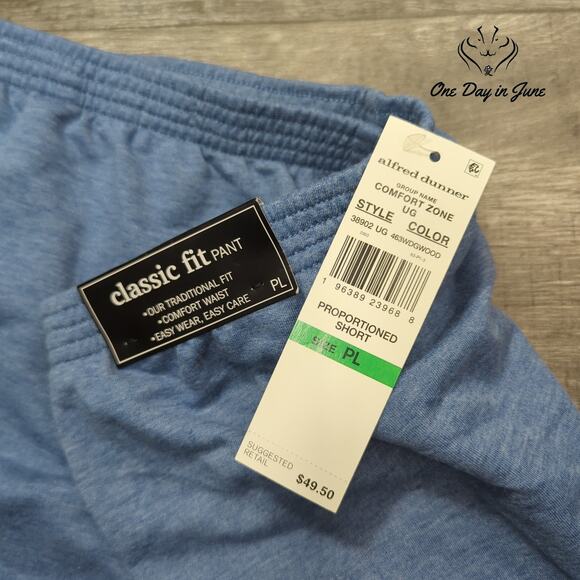 One Day in June
alfred dunner
GROUP NAME
COMFORT ZONE
UG
STYLE COLOR
38902 UG 463WDGWOOD
1 96389 23968 8
PROPORTIONED
SHORT
SIZE PL
SUGGESTED
RETAIL
$49.50
classic fit PANT
•OUR TRADITIONAL FIT
•COMFORT WAIST
•EASY WEAR, EASY CARE
PL